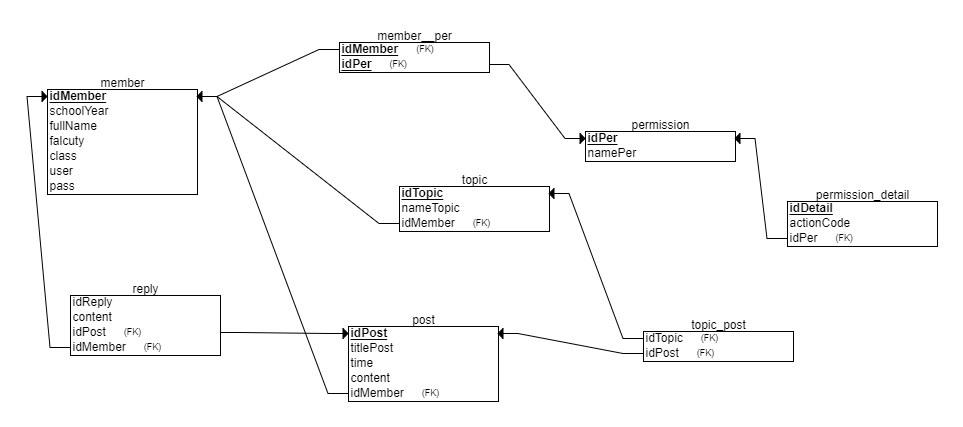 member__per
idMember (FK)
idPer (FK)
member
idMember
schoolYear
fullName
falcuty
class
user
pass
permission
idPer
namePer
topic
idTopic
nameTopic
idMember (FK)
permission_detail
idDetail
actionCode
idPer (FK)
reply
idReply
content
idPost (FK)
idMember (FK)
post
idPost
titlePost
time
content
idMember (FK)
topic_post
idTopic (FK)
idPost (FK)